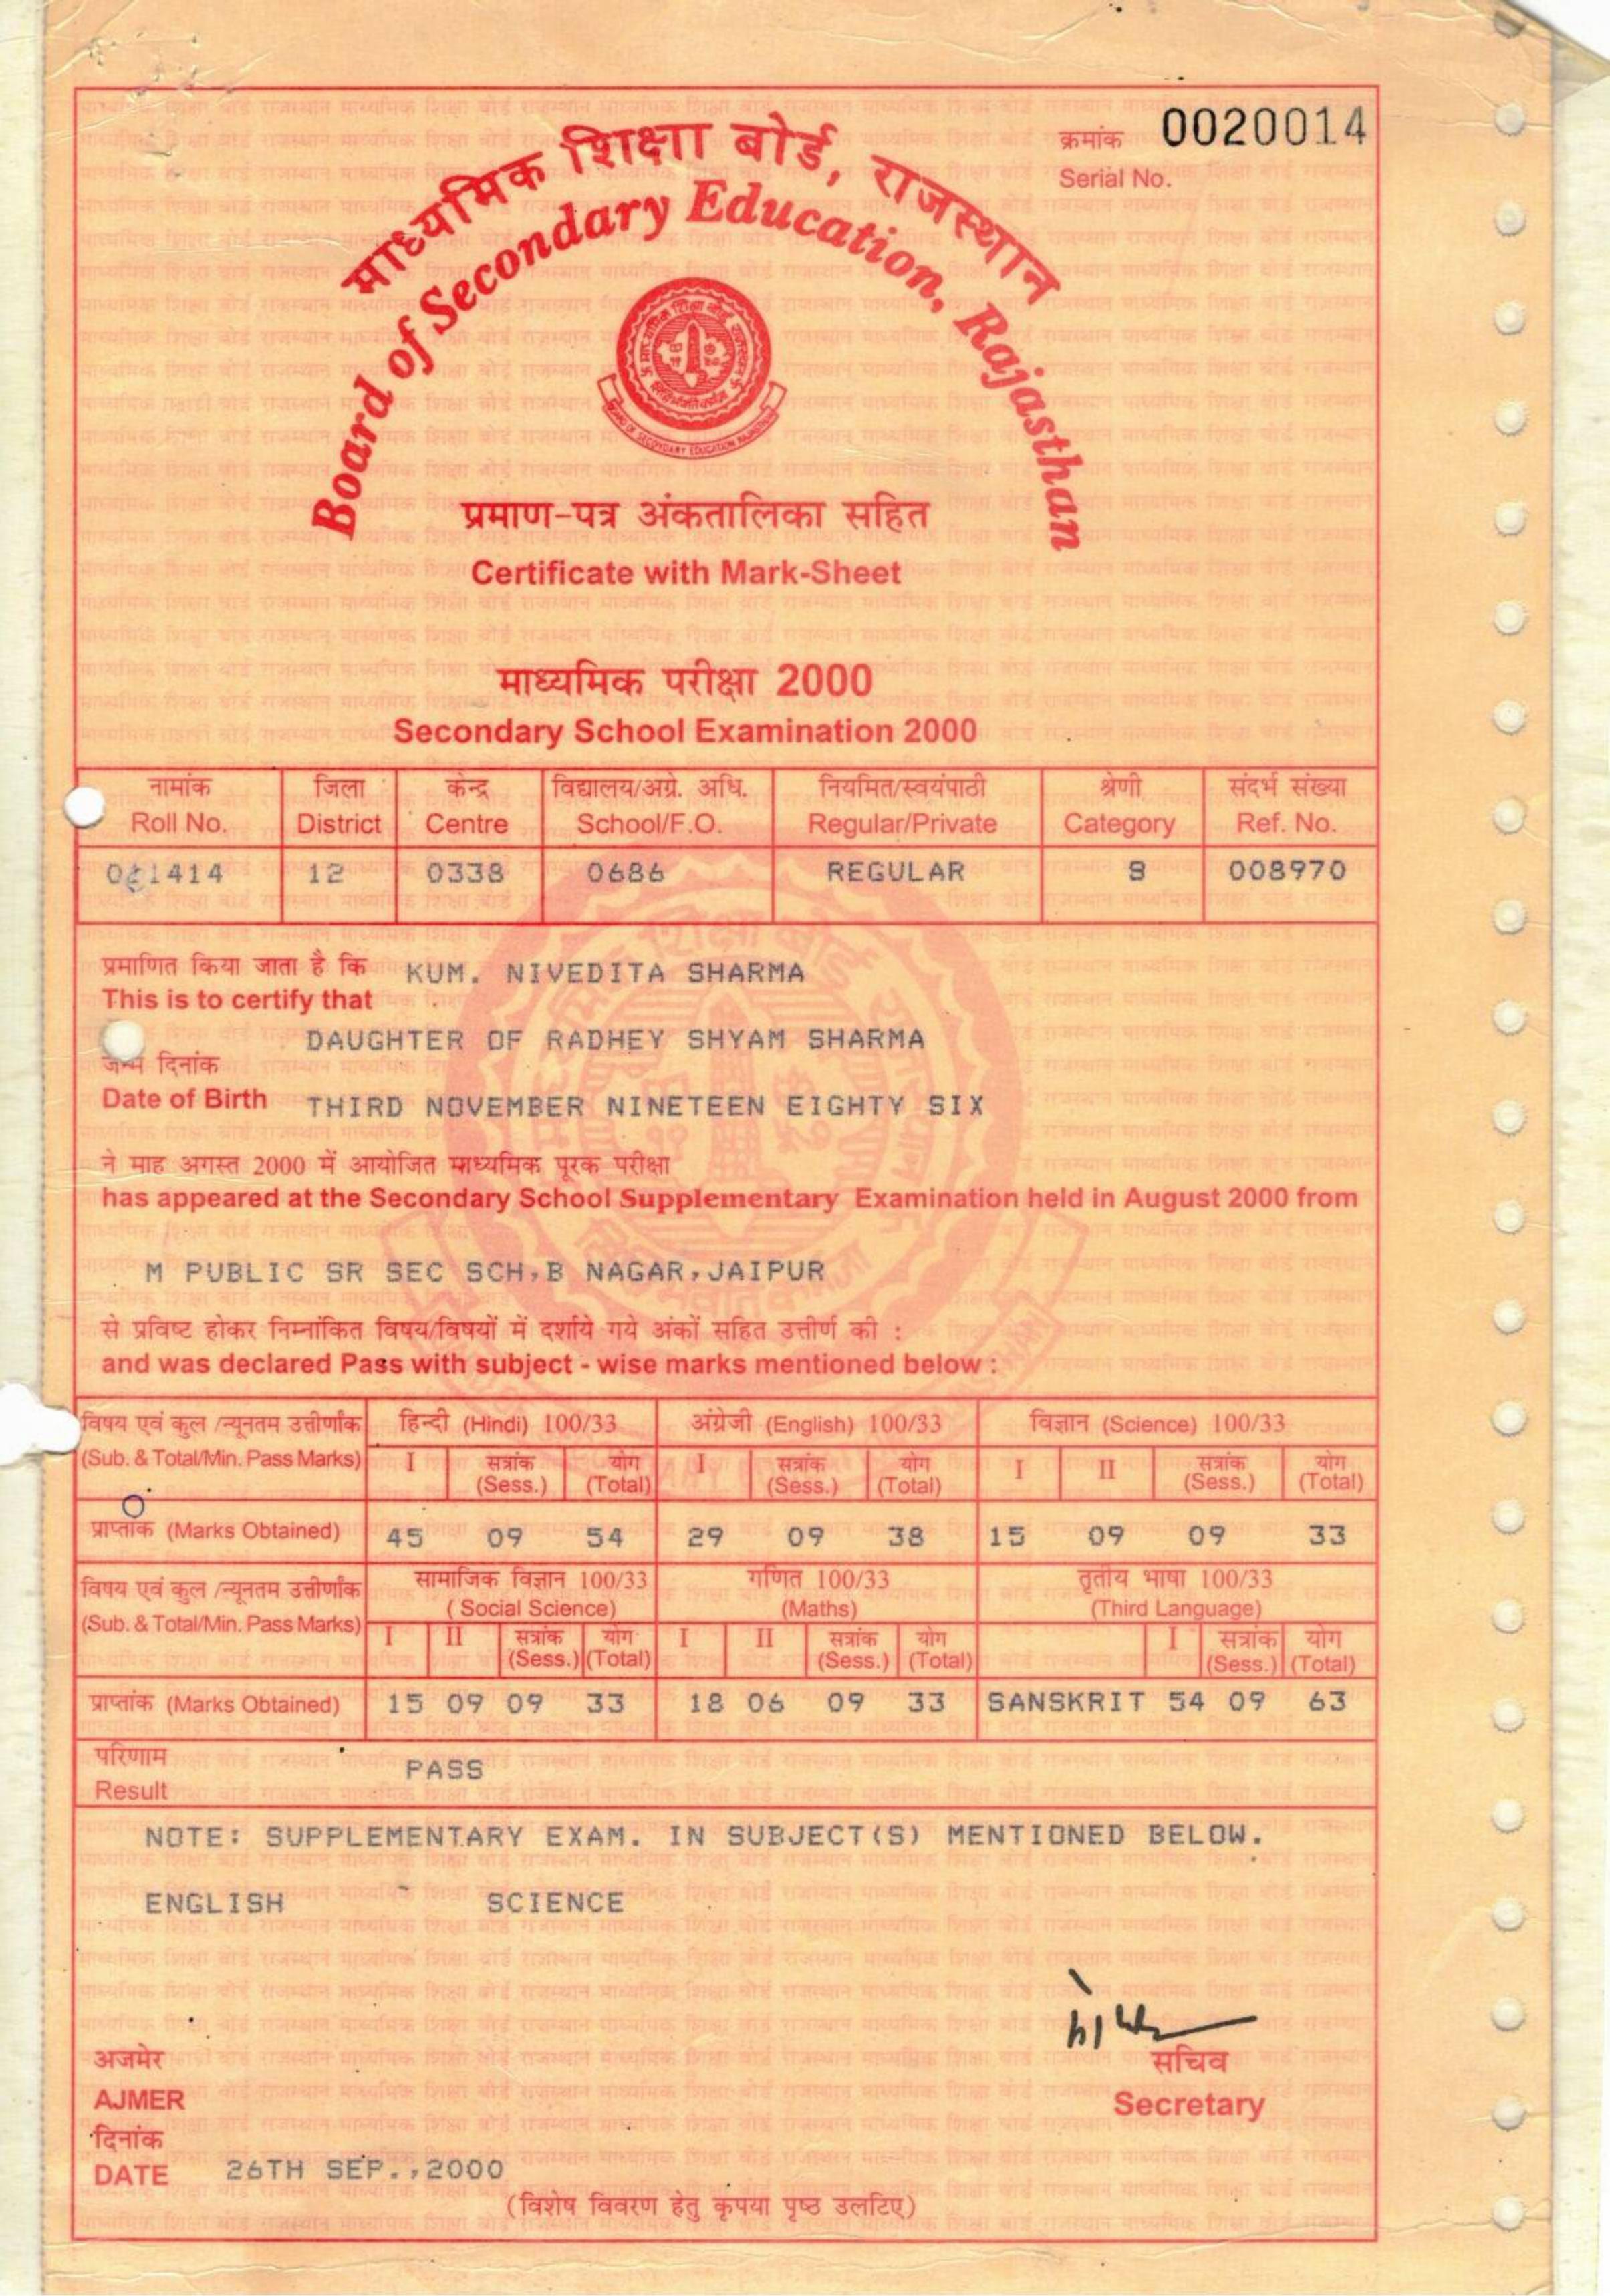 क्रमांक 0020014
Serial No.
माध्यमिक शिक्षा बोर्ड, राजस्थान
Board of Secondary Education, Rajasthan
प्रमाण-पत्र अंकतालिका सहित
Certificate with Mark-Sheet
माध्यमिक परीक्षा 2000
Secondary School Examination 2000
नामांक जिला केन्द्र विद्यालय/अग्रे. अधि. नियमित/स्वयंपाठी श्रेणी संदर्भ संख्या
Roll No. District Centre School/F.O. Regular/Private Category Ref. No.
1414 12 0338 0686 REGULAR 008970
प्रमाणित किया जाता है कि KUM. NIVEDITA SHARMA
This is to certify that
DAUGHTER OF RADHEY SHYAM SHARMA
जन्म दिनांक
Date of Birth THIRD NOVEMBER NINETEEN EIGHTY SIX
ने माह अगस्त 2000 में आयोजित माध्यमिक पूरक परीक्षा
has appeared at the Secondary School Supplementary Examination held in August 2000 from
M PUBLIC SR SEC SCH,B NAGAR,JAIPUR
से प्रविष्ट होकर निम्नांकित विषय/विषयों में दर्शाये गये अंकों सहित उत्तीर्ण की :
and was declared Pass with subject - wise marks mentioned below :
विषय एवं कुल /न्यूनतम उत्तीर्णांक हिन्दी (Hindi) 100/33 अंग्रेजी (English) 100/33 विज्ञान (Science) 100/33
(Sub. & Total/Min. Pass Marks) I सत्रांक योग I सत्रांक योग I II सत्रांक योग
(Sess.) (Total) (Sess.) (Total) (Sess.) (Total)
प्राप्तांक (Marks Obtained) 45 09 54 29 09 38 15 09 09 33
विषय एवं कुल /न्यूनतम उत्तीर्णांक सामाजिक विज्ञान 100/33 गणित 100/33 तृतीय भाषा 100/33
(Sub. & Total/Min. Pass Marks) (Social Science) (Maths) (Third Language)
I II सत्रांक योग I II सत्रांक योग I सत्रांक योग
(Sess.) (Total) (Sess.) (Total) (Sess.) (Total)
प्राप्तांक (Marks Obtained) 15 09 09 33 18 06 09 33 SANSKRIT 54 09 63
परिणाम
Result PASS
NOTE: SUPPLEMENTARY EXAM. IN SUBJECT(S) MENTIONED BELOW.
ENGLISH SCIENCE
अजमेर सचिव
AJMER Secretary
दिनांक
DATE 26TH SEP.,2000
(विशेष विवरण हेतु कृपया पृष्ठ उलटिए)